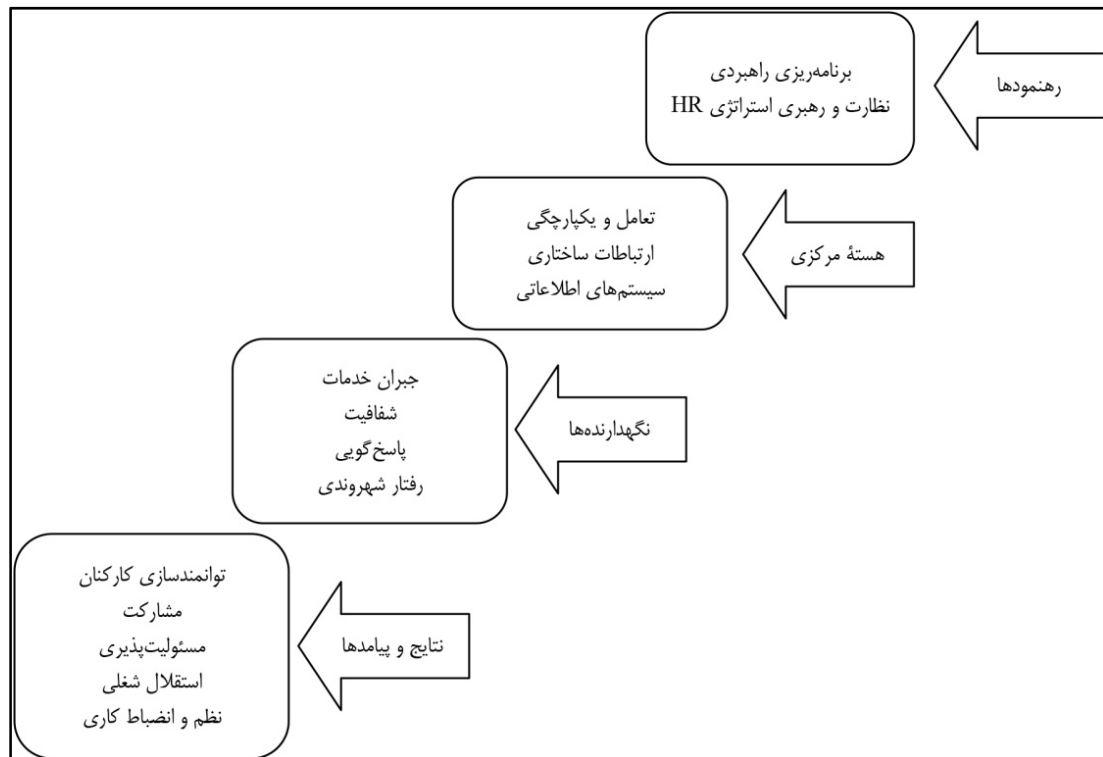 رهنمودها
برنامه‌ریزی راهبردی
نظارت و رهبری استراتژی HR
هستهٔ مرکزی
تعامل و یکپارچگی
ارتباطات ساختاری
سیستم‌های اطلاعاتی
نگهدارنده‌ها
جبران خدمات
شفافیت
پاسخ‌گویی
رفتار شهروندی
نتایج و پیامدها
توانمندسازی کارکنان
مشارکت
مسئولیت‌پذیری
استقلال شغلی
نظم و انضباط کاری